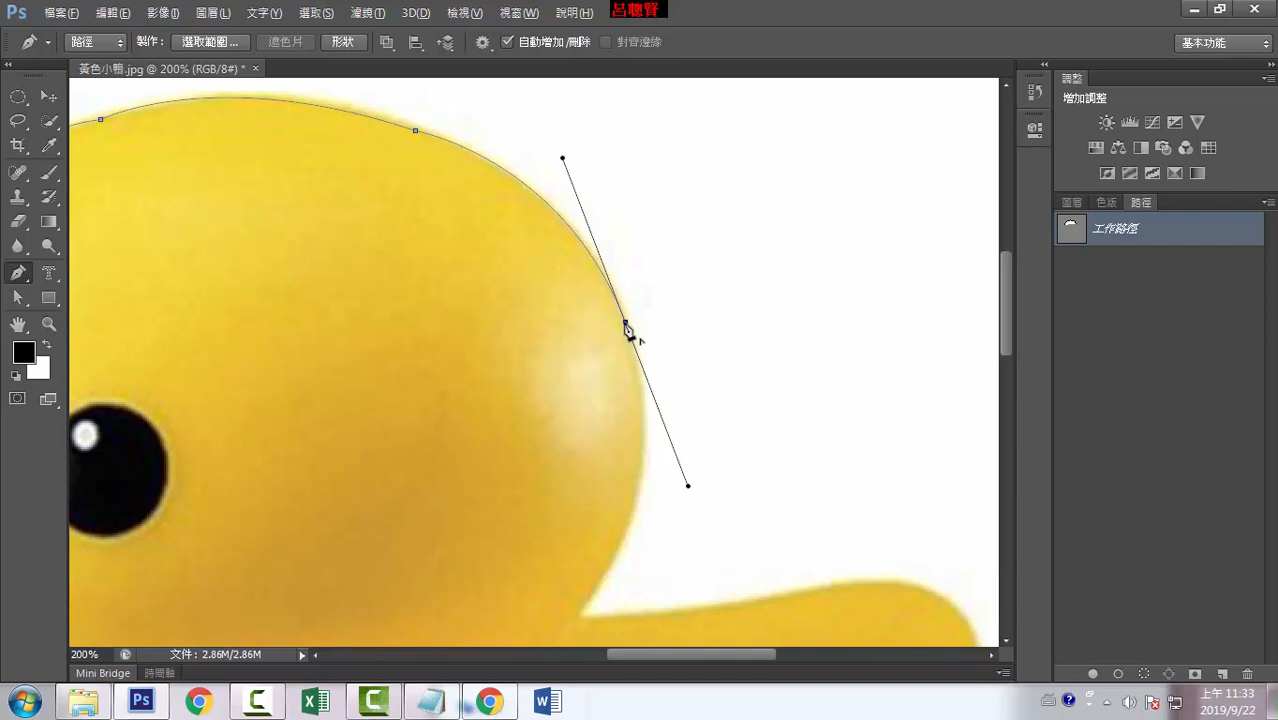 Ps 檔案(F) 編輯(E) 影像(I) 圖層(L) 文字(Y) 選取(S) 濾鏡(T) 3D(D) 檢視(V) 視窗(W) 說明(H) 呂聰賢
路徑 製作: 選取範圍... 遮色片 形狀 自動增加/刪除 對齊邊緣 基本功能
黃色小鴨.jpg @ 200% (RGB/8#) *
調整
增加調整
圖層 色版 路徑
工作路徑
200% 文件: 2.86M/2.86M
Mini Bridge 時間軸
上午 11:33
2019/9/22